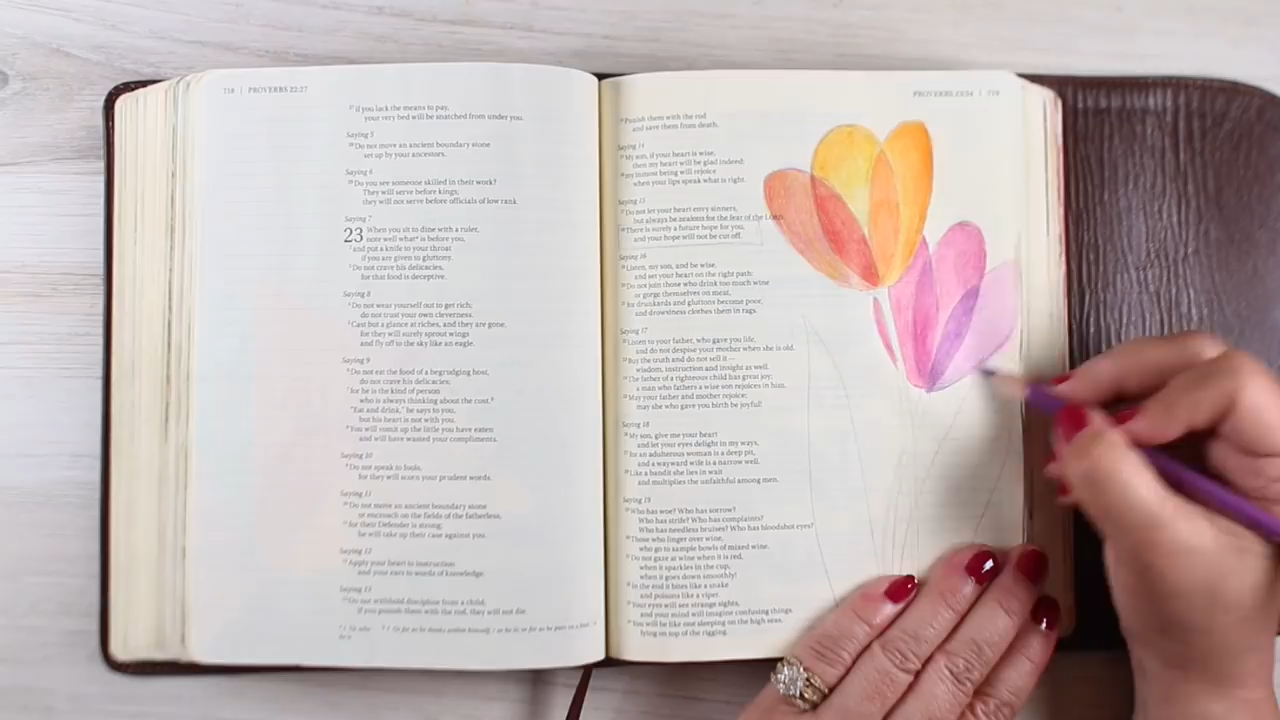 718 | PROVERBS 22:27
27 if you lack the means to pay,
your very bed will be snatched from under you.
Saying 5
28 Do not move an ancient boundary stone
set up by your ancestors.
Saying 6
29 Do you see someone skilled in their work?
They will serve before kings;
they will not serve before officials of low rank.
Saying 7
23 When you sit to dine with a ruler,
note well what a is before you,
2 and put a knife to your throat
if you are given to gluttony.
3 Do not crave his delicacies,
for that food is deceptive.
Saying 8
4 Do not wear yourself out to get rich;
do not trust your own cleverness.
5 Cast but a glance at riches, and they are gone,
for they will surely sprout wings
and fly off to the sky like an eagle.
Saying 9
6 Do not eat the food of a begrudging host,
do not crave his delicacies;
7 for he is the kind of person
who is always thinking about the cost. b
"Eat and drink," he says to you,
but his heart is not with you.
8 You will vomit up the little you have eaten
and will have wasted your compliments.
Saying 10
9 Do not speak to fools,
for they will scorn your prudent words.
Saying 11
10 Do not move an ancient boundary stone
or encroach on the fields of the fatherless,
11 for their Defender is strong;
he will take up their case against you.
Saying 12
12 Apply your heart to instruction
and your ears to words of knowledge.
Saying 13
13 Do not withhold discipline from a child;
if you punish them with the rod, they will not die.
PROVERBS 23:14 | 719
14 Punish them with the rod
and save them from death.
Saying 14
15 My son, if your heart is wise,
then my heart will be glad indeed;
16 my inmost being will rejoice
when your lips speak what is right.
Saying 15
17 Do not let your heart envy sinners,
but always be zealous for the fear of the Lord.
18 There is surely a future hope for you,
and your hope will not be cut off.
Saying 16
19 Listen, my son, and be wise,
and set your heart on the right path:
20 Do not join those who drink too much wine
or gorge themselves on meat,
21 for drunkards and gluttons become poor,
and drowsiness clothes them in rags.
Saying 17
22 Listen to your father, who gave you life,
and do not despise your mother when she is old.
23 Buy the truth and do not sell it —
wisdom, instruction and insight as well.
24 The father of a righteous child has great joy;
a man who fathers a wise son rejoices in him.
25 May your father and mother rejoice;
may she who gave you birth be joyful!
Saying 18
26 My son, give me your heart
and let your eyes delight in my ways,
27 for an adulterous woman is a deep pit,
and a wayward wife is a narrow well.
28 Like a bandit she lies in wait
and multiplies the unfaithful among men.
Saying 19
29 Who has woe? Who has sorrow?
Who has strife? Who has complaints?
Who has needless bruises? Who has bloodshot eyes?
30 Those who linger over wine,
who go to sample bowls of mixed wine.
31 Do not gaze at wine when it is red,
when it sparkles in the cup,
when it goes down smoothly!
32 In the end it bites like a snake
and poisons like a viper.
33 Your eyes will see strange sights,
and your mind will imagine confusing things.
34 You will be like one sleeping on the high seas,
lying on top of the rigging.